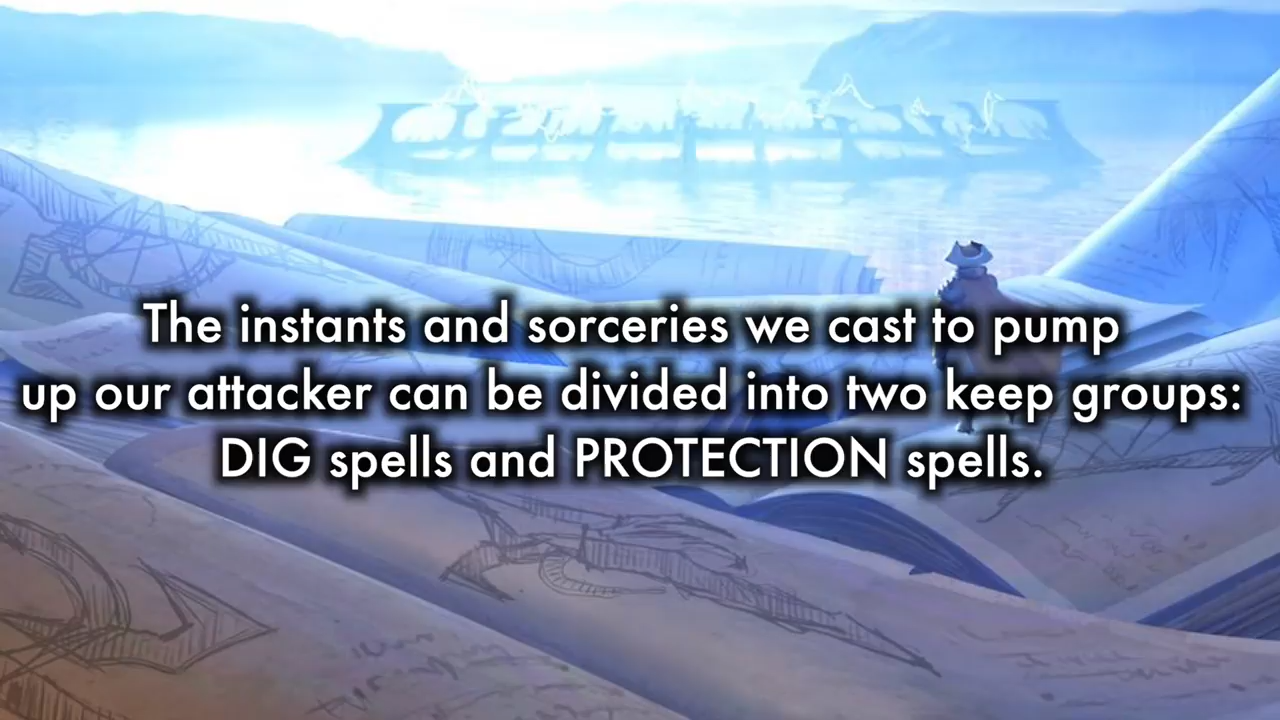 The instants and sorceries we cast to pump
up our attacker can be divided into two keep groups:
DIG spells and PROTECTION spells.